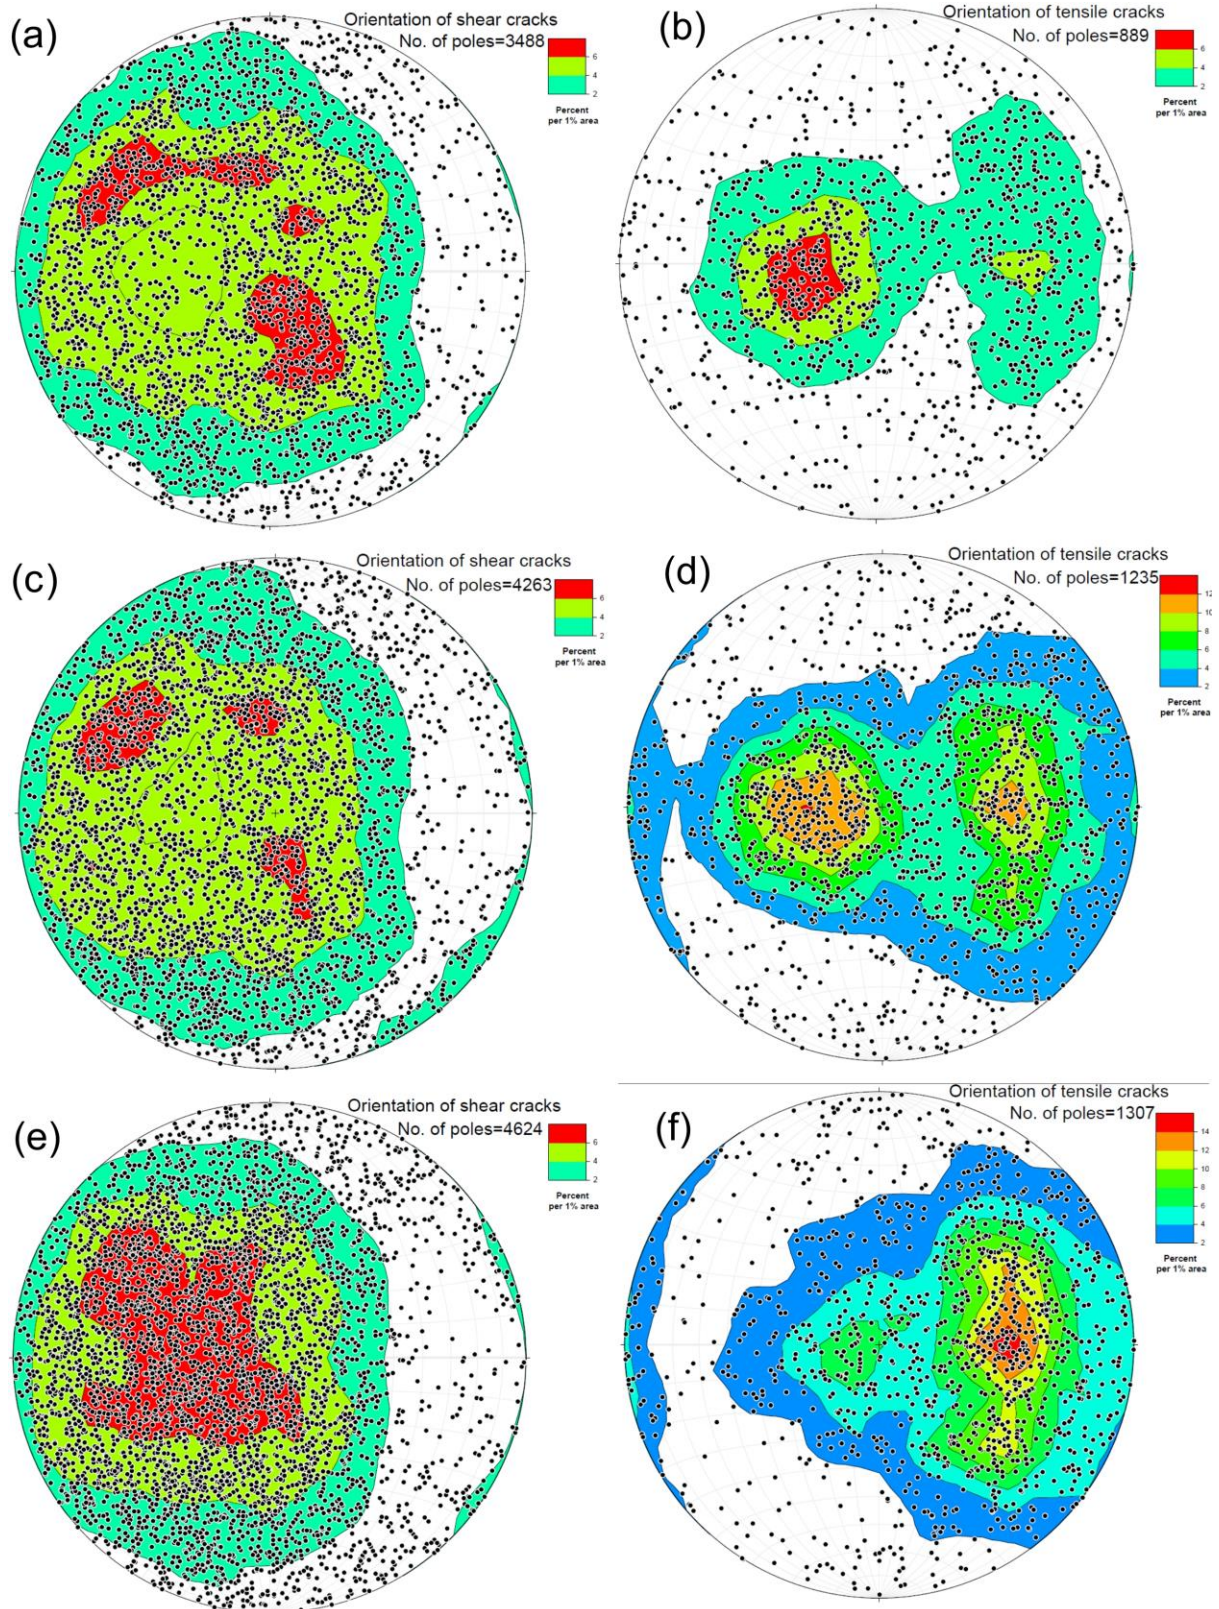 (a)
Orientation of shear cracks
No. of poles=3488
6
4
2
Percent
per 1% area
(b)
Orientation of tensile cracks
No. of poles=889
6
4
2
Percent
per 1% area
(c)
Orientation of shear cracks
No. of poles=4263
6
4
2
Percent
per 1% area
(d)
Orientation of tensile cracks
No. of poles=1235
12
10
8
6
4
2
Percent
per 1% area
(e)
Orientation of shear cracks
No. of poles=4624
6
4
2
Percent
per 1% area
(f)
Orientation of tensile cracks
No. of poles=1307
14
12
10
8
6
4
2
Percent
per 1% area